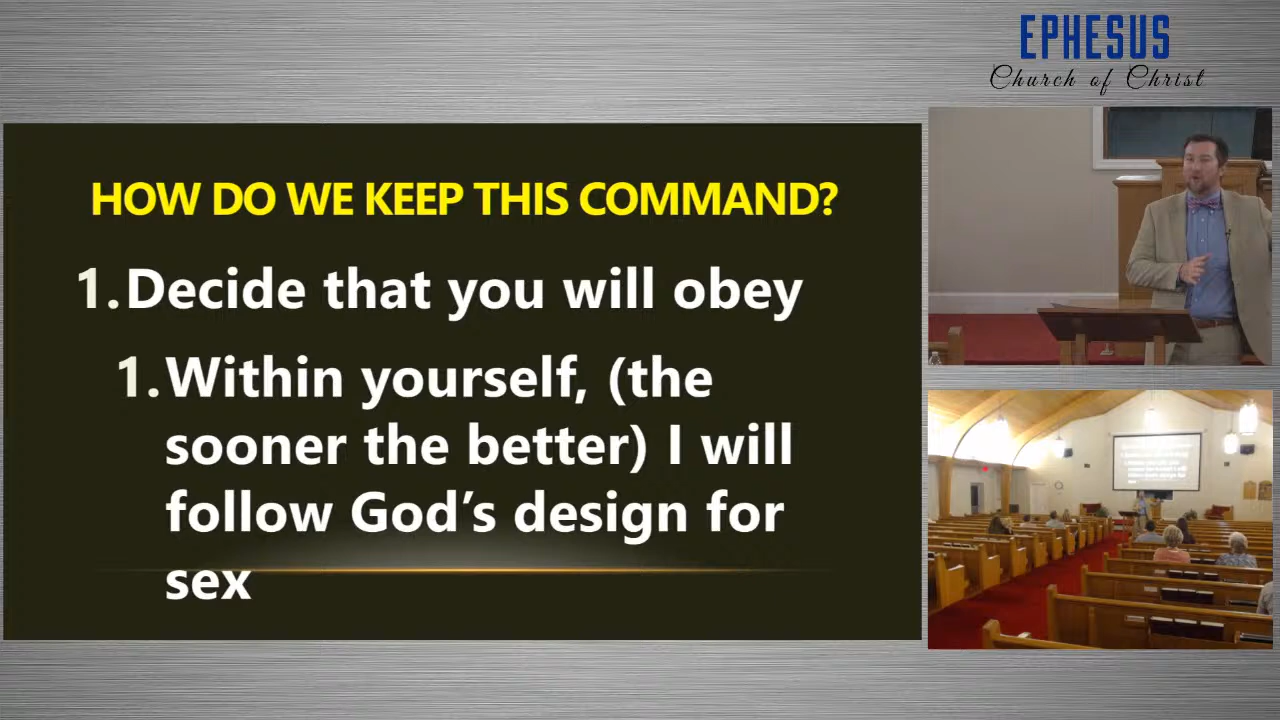 EPHESUS
Church of Christ
HOW DO WE KEEP THIS COMMAND?
1. Decide that you will obey
1. Within yourself, (the
sooner the better) I will
follow God’s design for
sex